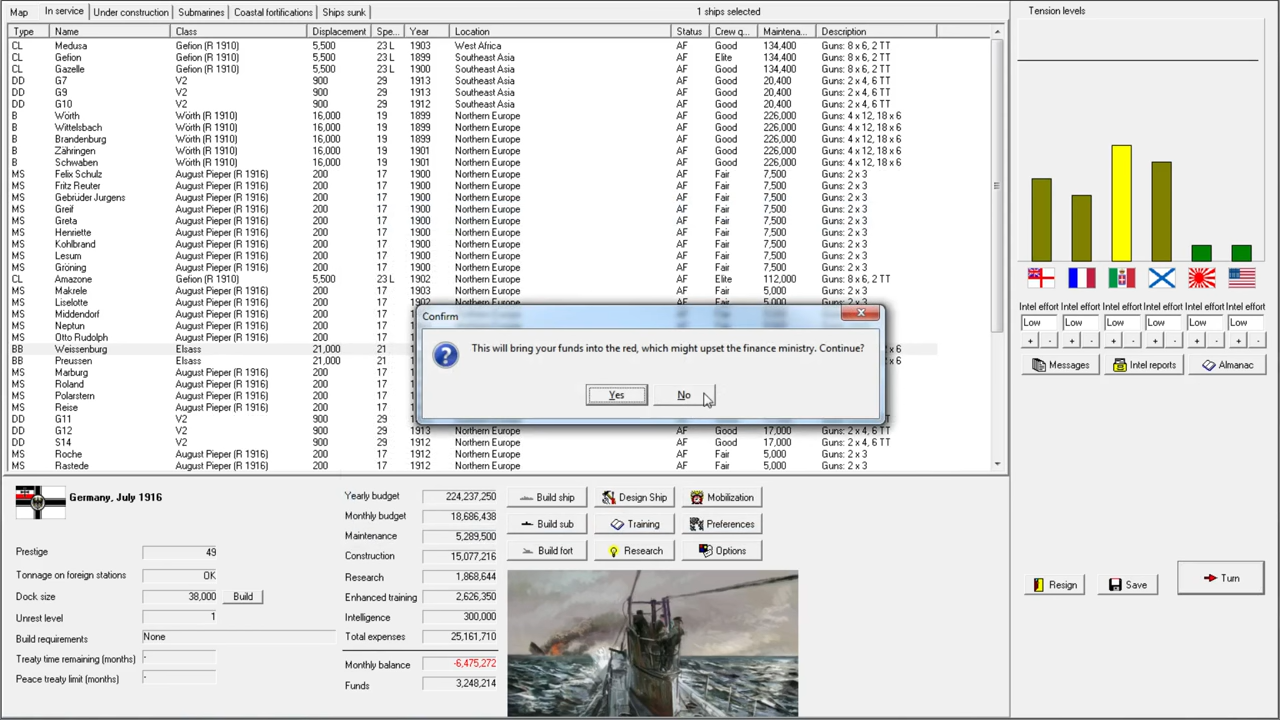 Map In service Under construction Submarines Coastal fortifications Ships sunk 1 ships selected Tension levels
Type Name Class Displacement Spe... Year Location Status Crew q... Maintena... Description
CL Medusa Gefion (R 1910) 5,500 23 L 1903 West Africa AF Good 134,400 Guns: 8 x 6, 2 TT
CL Gefion Gefion (R 1910) 5,500 23 L 1899 Southeast Asia AF Elite 134,400 Guns: 8 x 6, 2 TT
CL Gazelle Gefion (R 1910) 5,500 23 L 1900 Southeast Asia AF Good 134,400 Guns: 8 x 6, 2 TT
DD G7 V2 900 29 1913 Southeast Asia AF Good 20,400 Guns: 2 x 4, 6 TT
DD G9 V2 900 29 1913 Southeast Asia AF Good 20,400 Guns: 2 x 4, 6 TT
DD G10 V2 900 29 1912 Southeast Asia AF Good 20,400 Guns: 2 x 4, 6 TT
B Wörth Wörth (R 1910) 16,000 19 1899 Northern Europe AF Good 226,000 Guns: 4 x 12, 18 x 6
B Wittelsbach Wörth (R 1910) 16,000 19 1899 Northern Europe AF Good 226,000 Guns: 4 x 12, 18 x 6
B Brandenburg Wörth (R 1910) 16,000 19 1899 Northern Europe AF Good 226,000 Guns: 4 x 12, 18 x 6
B Zähringen Wörth (R 1910) 16,000 19 1901 Northern Europe AF Good 226,000 Guns: 4 x 12, 18 x 6
B Schwaben Wörth (R 1910) 16,000 19 1901 Northern Europe AF Good 226,000 Guns: 4 x 12, 18 x 6
MS Felix Schulz August Pieper (R 1916) 200 17 1900 Northern Europe AF Fair 7,500 Guns: 2 x 3
MS Fritz Reuter August Pieper (R 1916) 200 17 1900 Northern Europe AF Fair 7,500 Guns: 2 x 3
MS Gebrüder Jurgens August Pieper (R 1916) 200 17 1900 Northern Europe AF Fair 7,500 Guns: 2 x 3
MS Greif August Pieper (R 1916) 200 17 1900 Northern Europe AF Fair 7,500 Guns: 2 x 3
MS Greta August Pieper (R 1916) 200 17 1900 Northern Europe AF Fair 7,500 Guns: 2 x 3
MS Henriette August Pieper (R 1916) 200 17 1900 Northern Europe AF Fair 7,500 Guns: 2 x 3
MS Kohlbrand August Pieper (R 1916) 200 17 1900 Northern Europe AF Fair 7,500 Guns: 2 x 3
MS Lesum August Pieper (R 1916) 200 17 1900 Northern Europe AF Fair 7,500 Guns: 2 x 3
MS Gröning August Pieper (R 1916) 200 17 1900 Northern Europe AF Fair 7,500 Guns: 2 x 3
CL Amazone Gefion (R 1910) 5,500 23 L 1902 Northern Europe AF Elite 112,000 Guns: 8 x 6, 2 TT
MS Makrele August Pieper (R 1916) 200 17 1900 Northern Europe AF Fair 5,000 Guns: 2 x 3
MS Liselotte August Pieper (R 1916) 200 17 1902 Northern Europe AF Fair 5,000 Guns: 2 x 3
MS Middendorf August Pieper (R 1916) 200
MS Neptun August Pieper (R 1916) 200
MS Otto Rudolph August Pieper (R 1916) 200
BB Weissenburg Elsass 21,000 21 x 6
BB Preussen Elsass 21,000 21 x 6
MS Marburg August Pieper (R 1916) 200
MS Roland August Pieper (R 1916) 200
MS Polarstern August Pieper (R 1916) 200
MS Reise August Pieper (R 1916) 200
DD G11 V2 900 29
DD G12 V2 900 29 1913 Northern Europe AF Good 17,000 Guns: 2 x 4, 6 TT
DD S14 V2 900 29 1912 Northern Europe AF Good 17,000 Guns: 2 x 4, 6 TT
MS Roche August Pieper (R 1916) 200 17 1912 Northern Europe AF Fair 5,000 Guns: 2 x 3
MS Rastede August Pieper (R 1916) 200 17 1912 Northern Europe AF Fair 5,000 Guns: 2 x 3
Confirm
This will bring your funds into the red, which might upset the finance ministry. Continue?
Yes No
Intel effort Intel effort Intel effort Intel effort Intel effort Intel effort
Low Low Low Low Low Low
+ - + - + - + - + - + -
Messages Intel reports Almanac
Germany, July 1916
Prestige 49
Tonnage on foreign stations OK
Dock size 38,000 Build
Unrest level 1
Build requirements None
Treaty time remaining (months) -
Peace treaty limit (months) -
Yearly budget 224,237,250
Monthly budget 18,686,438
Maintenance 5,289,500
Construction 15,077,216
Research 1,868,644
Enhanced training 2,626,350
Intelligence 300,000
Total expenses 25,161,710
Monthly balance -6,475,272
Funds 3,248,214
Build ship Design Ship Mobilization
Build sub Training Preferences
Build fort Research Options
Resign Save Turn